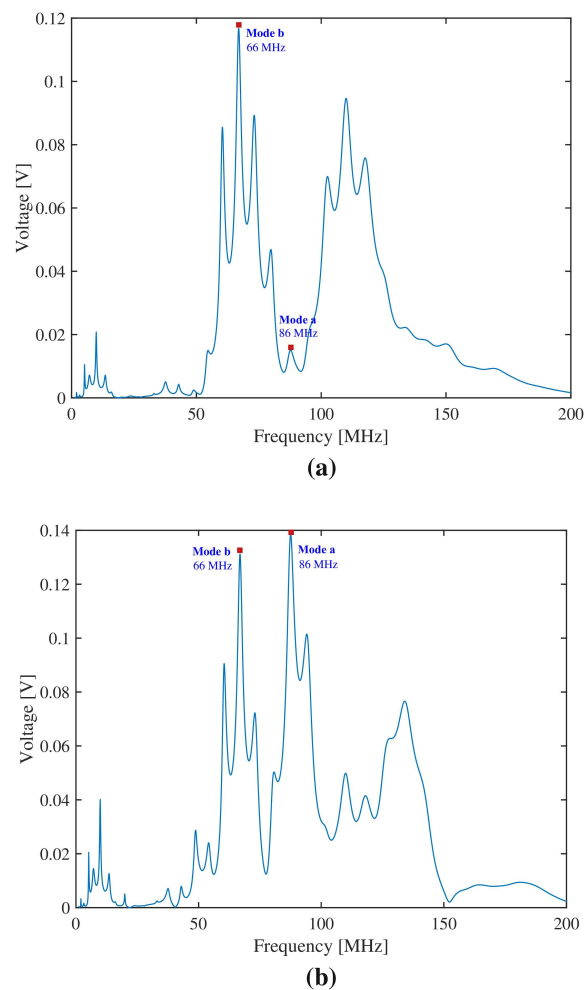 0.12
Mode b
66 MHz
0.1
0.08
Voltage [V]
0.06
0.04
Mode a
86 MHz
0.02
0
0 50 100 150 200
Frequency [MHz]
(a)
0.14
Mode b Mode a
66 MHz 86 MHz
0.12
0.1
0.08
Voltage [V]
0.06
0.04
0.02
0
0 50 100 150 200
Frequency [MHz]
(b)